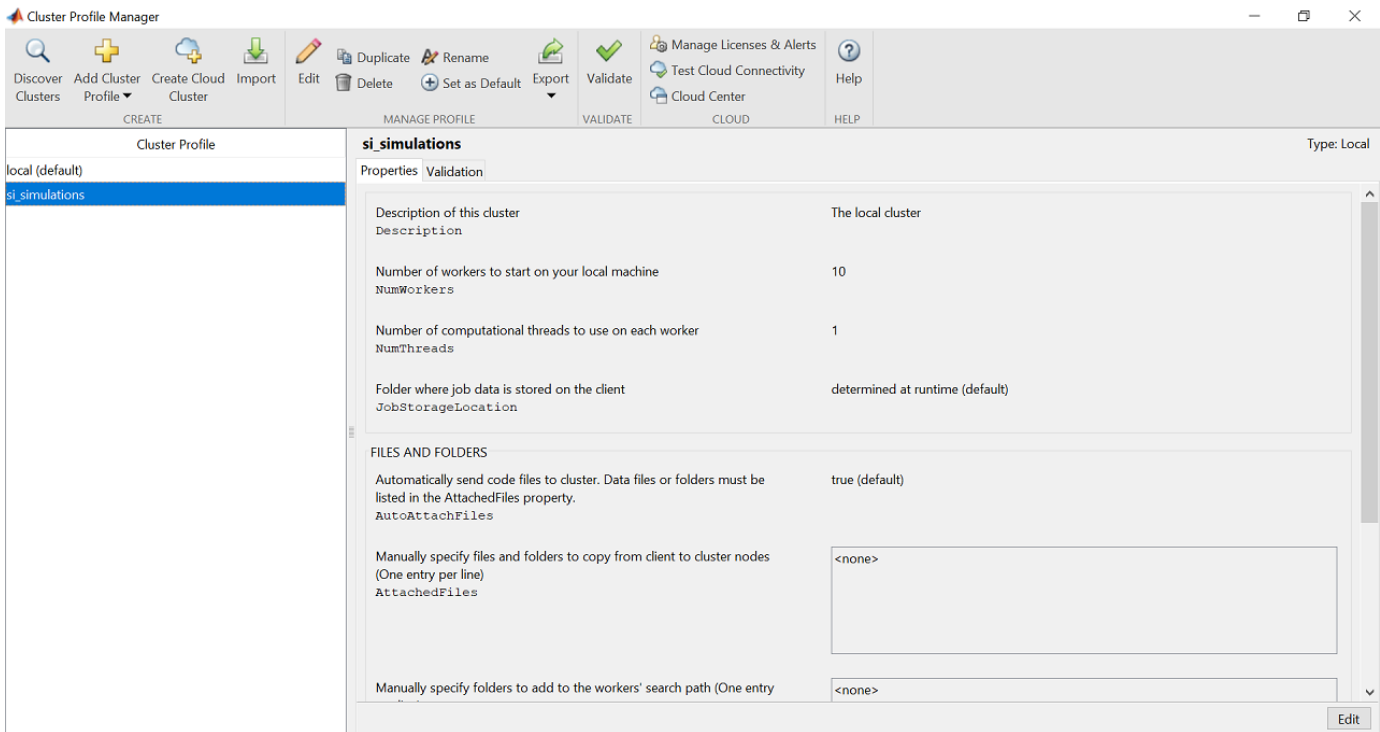 Cluster Profile Manager
Discover Clusters
Add Cluster Profile
Create Cloud Cluster
Import
CREATE
Edit
Duplicate
Delete
Rename
Set as Default
Export
MANAGE PROFILE
Validate
VALIDATE
Manage Licenses & Alerts
Test Cloud Connectivity
Cloud Center
CLOUD
Help
HELP
Cluster Profile
local (default)
si_simulations
si_simulations
Type: Local
Properties
Validation
Description of this cluster
Description
The local cluster
Number of workers to start on your local machine
NumWorkers
10
Number of computational threads to use on each worker
NumThreads
1
Folder where job data is stored on the client
JobStorageLocation
determined at runtime (default)
FILES AND FOLDERS
Automatically send code files to cluster. Data files or folders must be
listed in the AttachedFiles property.
AutoAttachFiles
true (default)
Manually specify files and folders to copy from client to cluster nodes
(One entry per line)
AttachedFiles
<none>
Manually specify folders to add to the workers' search path (One entry
<none>
Edit